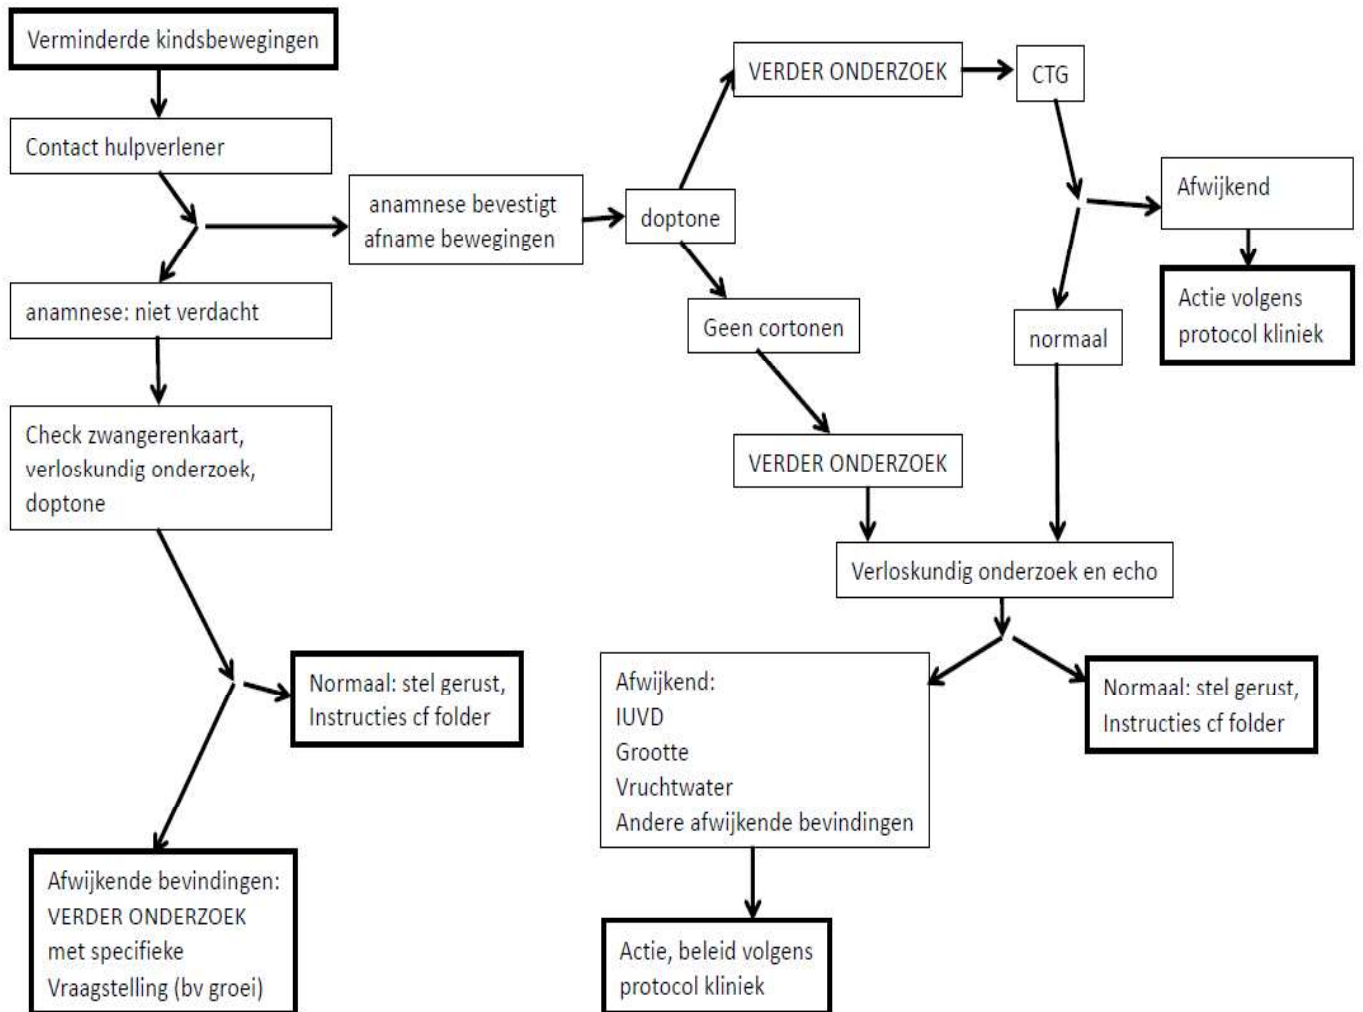 Verminderde kindsbewegingen
Contact hulpverlener
anamnese: niet verdacht
Check zwangerenkaart,
verloskundig onderzoek,
doptone
Normaal: stel gerust,
Instructies cf folder
Afwijkende bevindingen:
VERDER ONDERZOEK
met specifieke
Vraagstelling (bv groei)
anamnese bevestigt
afname bewegingen
doptone
VERDER ONDERZOEK
CTG
Afwijkend
Actie volgens
protocol kliniek
normaal
Geen cortonen
VERDER ONDERZOEK
Verloskundig onderzoek en echo
Afwijkend:
IUVD
Grootte
Vruchtwater
Andere afwijkende bevindingen
Actie, beleid volgens
protocol kliniek
Normaal: stel gerust,
Instructies cf folder